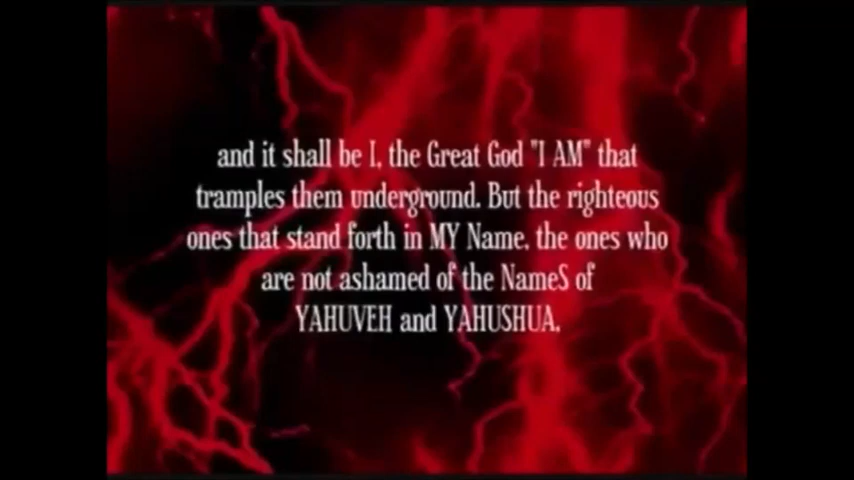 and it shall be I, the Great God "I AM" that
tramples them underground. But the righteous
ones that stand forth in MY Name, the ones who
are not ashamed of the NameS of
YAHUVEH and YAHUSHUA,